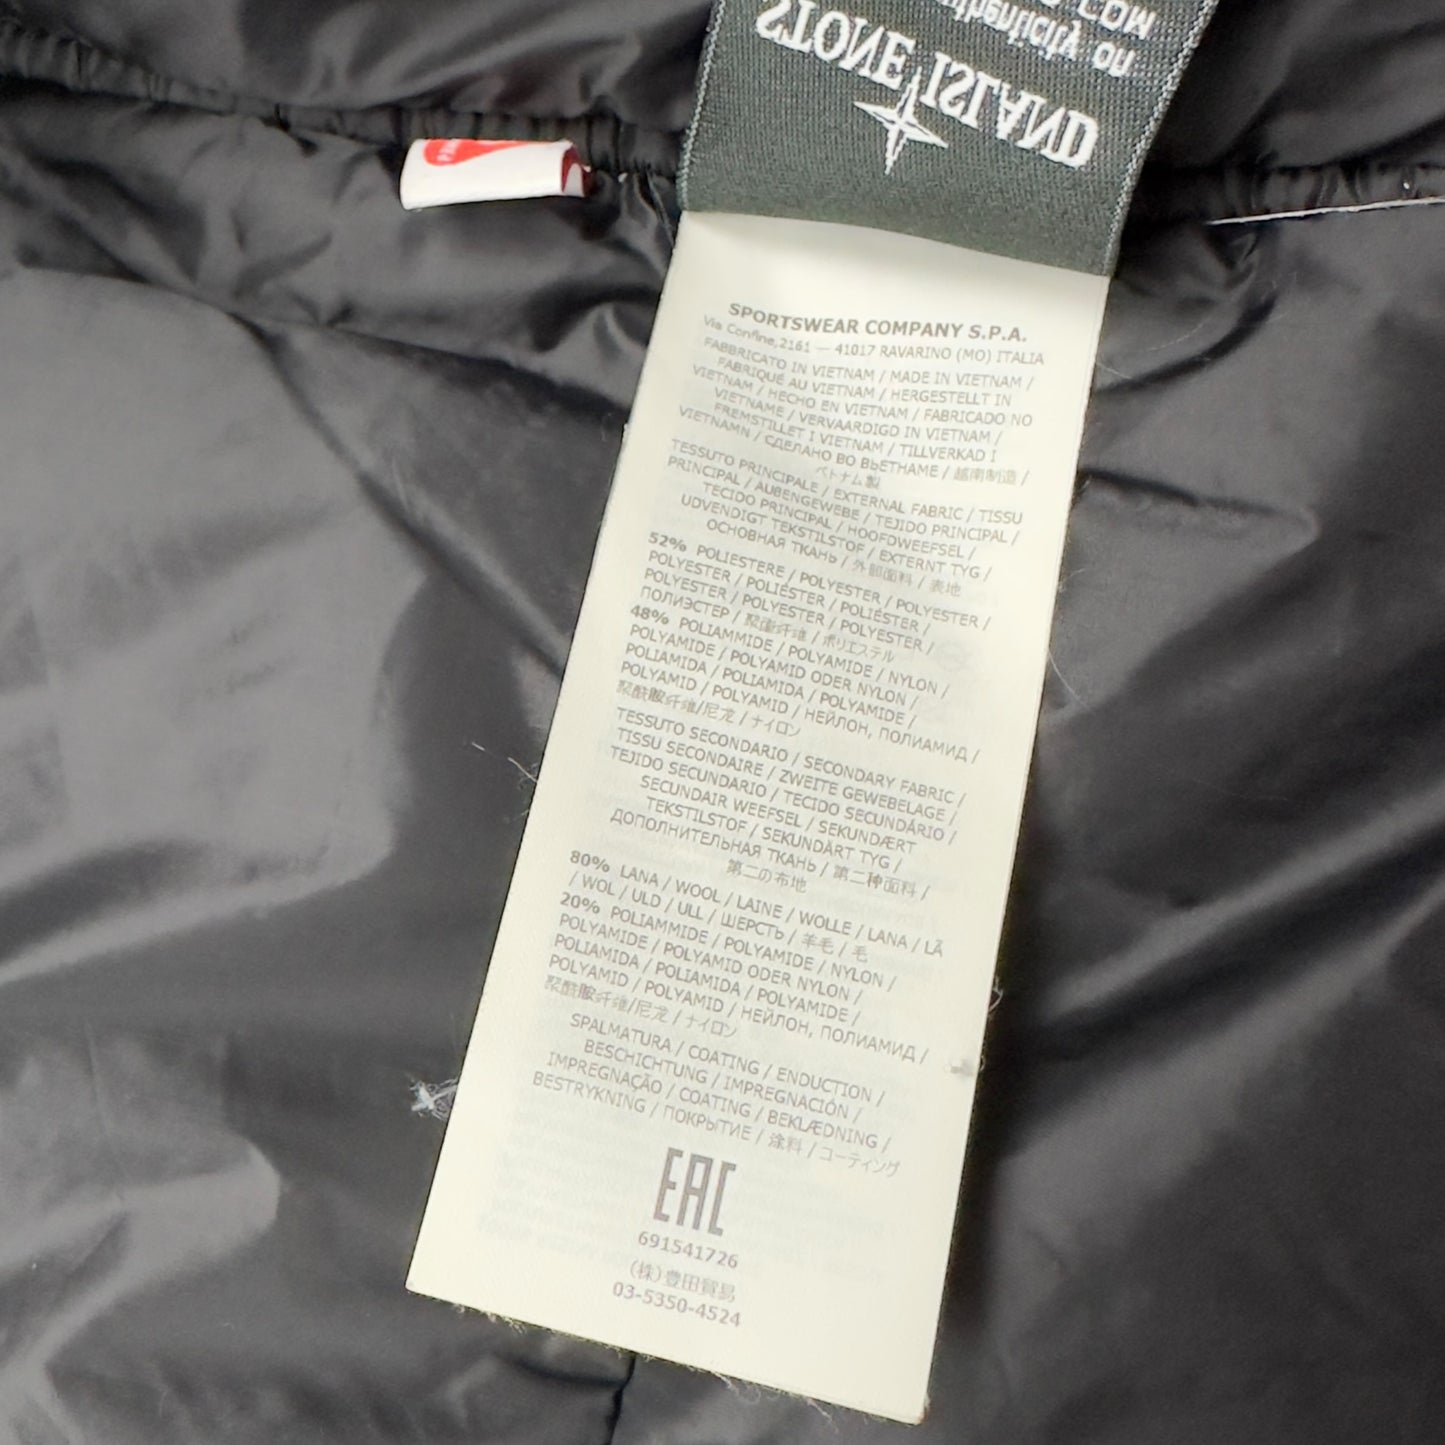 authenticity on
.COM
STONE ISLAND
SPORTSWEAR COMPANY S.P.A.
Via Confine,2161 — 41017 RAVARINO (MO) ITALIA
FABBRICATO IN VIETNAM / MADE IN VIETNAM /
FABRIQUÉ AU VIETNAM / HERGESTELLT IN
VIETNAM / HECHO EN VIETNAM / FABRICADO NO
VIETNAME / VERVAARDIGD IN VIETNAM /
FREMSTILLET I VIETNAM / TILLVERKAD I
VIETNAMN / СДЕЛАНО ВО ВЬЕТНАМЕ / 越南制造 /
ベトナム製
TESSUTO PRINCIPALE / EXTERNAL FABRIC / TISSU
PRINCIPAL / AUBENGEWEBE / TEJIDO PRINCIPAL /
TECIDO PRINCIPAL / HOOFDWEEFSEL /
UDVENDIGT TEKSTILSTOF / EXTERNT TYG /
ОСНОВНАЯ ТКАНЬ / 外部面料 / 表地
52% POLIESTERE / POLYESTER / POLYESTER /
POLYESTER / POLIÉSTER / POLIÉSTER /
POLYESTER / POLYESTER / POLYESTER /
ПОЛИЭСТЕР / 聚酯纤维 / ポリエステル
48% POLIAMMIDE / POLYAMIDE / NYLON /
POLYAMIDE / POLYAMID ODER NYLON /
POLIAMIDA / POLIAMIDA / POLYAMIDE /
POLYAMID / POLYAMID / НЕЙЛОН, ПОЛИАМИД /
聚酰胺纤维/尼龙 / ナイロン
TESSUTO SECONDARIO / SECONDARY FABRIC /
TISSU SECONDAIRE / ZWEITE GEWEBELAGE /
TEJIDO SECUNDARIO / TECIDO SECUNDÁRIO /
SECUNDAIR WEEFSEL / SEKUNDÆRT
TEKSTILSTOF / SEKUNDÄRT TYG /
ДОПОЛНИТЕЛЬНАЯ ТКАНЬ / 第二种面料 /
第二の布地
80% LANA / WOOL / LAINE / WOLLE / LANA / LÃ
/ WOL / ULD / ULL / ШЕРСТЬ / 羊毛 / 毛
20% POLIAMMIDE / POLYAMIDE / NYLON /
POLYAMIDE / POLYAMID ODER NYLON /
POLIAMIDA / POLIAMIDA / POLYAMIDE /
POLYAMID / POLYAMID / НЕЙЛОН, ПОЛИАМИД /
聚酰胺纤维/尼龙 / ナイロン
SPALMATURA / COATING / ENDUCTION /
BESCHICHTUNG / IMPREGNACIÓN /
IMPREGNAÇÃO / COATING / BEKLÆDNING /
BESTRYKNING / ПОКРЫТИЕ / 涂料 / コーティング
EAC
691541726
(株)豊田貿易
03-5350-4524